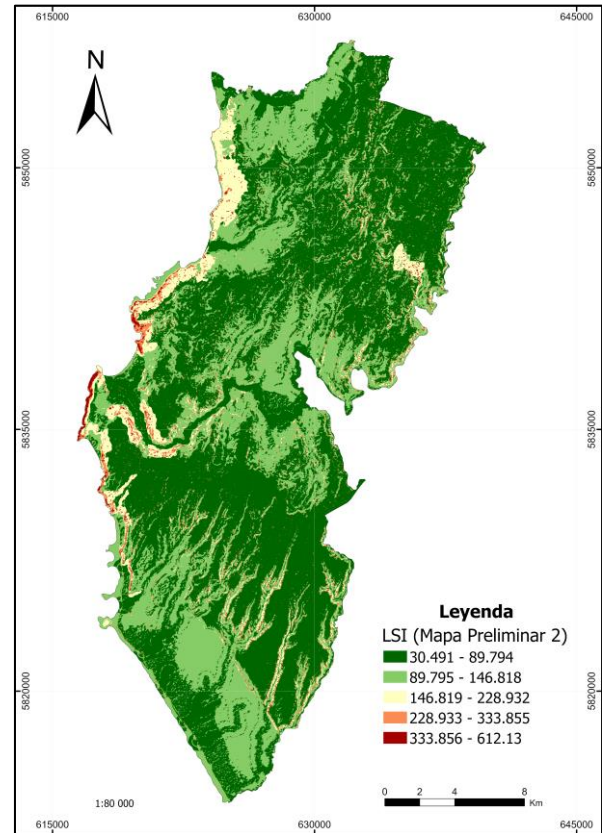 615000 630000 645000
N
5850000 5850000
5835000 5835000
Leyenda
LSI (Mapa Preliminar 2)
30.491 - 89.794
89.795 - 146.818
146.819 - 228.932
228.933 - 333.855
333.856 - 612.13
5820000 5820000
1:80 000
0 2 4 8
Km
615000 630000 645000